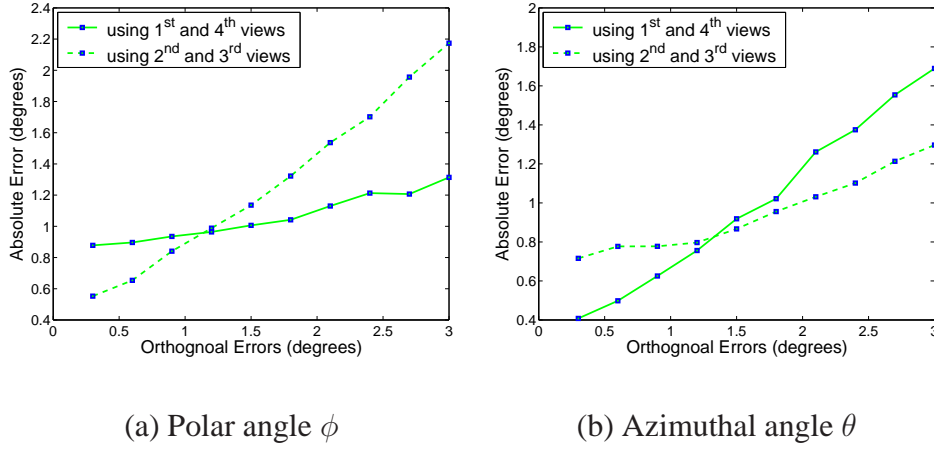 2.4
2.2
2
1.8
1.6
1.4
1.2
1
0.8
0.6
0.4
Absolute Error (degrees)
using 1st and 4th views
using 2nd and 3rd views
0 0.5 1 1.5 2 2.5 3
Orthognoal Errors (degrees)
(a) Polar angle ϕ
2
1.8
1.6
1.4
1.2
1
0.8
0.6
0.4
Absolute Error (degrees)
using 1st and 4th views
using 2nd and 3rd views
0 0.5 1 1.5 2 2.5 3
Orthognoal Errors (degrees)
(b) Azimuthal angle θ